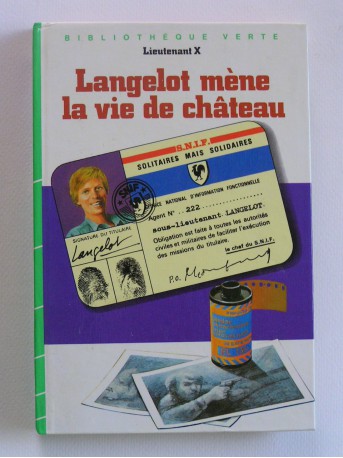 BIBLIOTHÈQUE VERTE
Lieutenant X
Langelot mène
la vie de château
S.N.I.F.
SOLITAIRES MAIS SOLIDAIRES
SERVICE NATIONAL D'INFORMATION FONCTIONNELLE
Agent N° .. 222
sous-lieutenant LANGELOT
Obligation est faite à toutes les autorités
civiles et militaires de faciliter l'exécution
des missions du titulaire.
le chef du S.N.I.F.
P.O.
SIGNATURE DU TITULAIRE
Langelot
SNIF